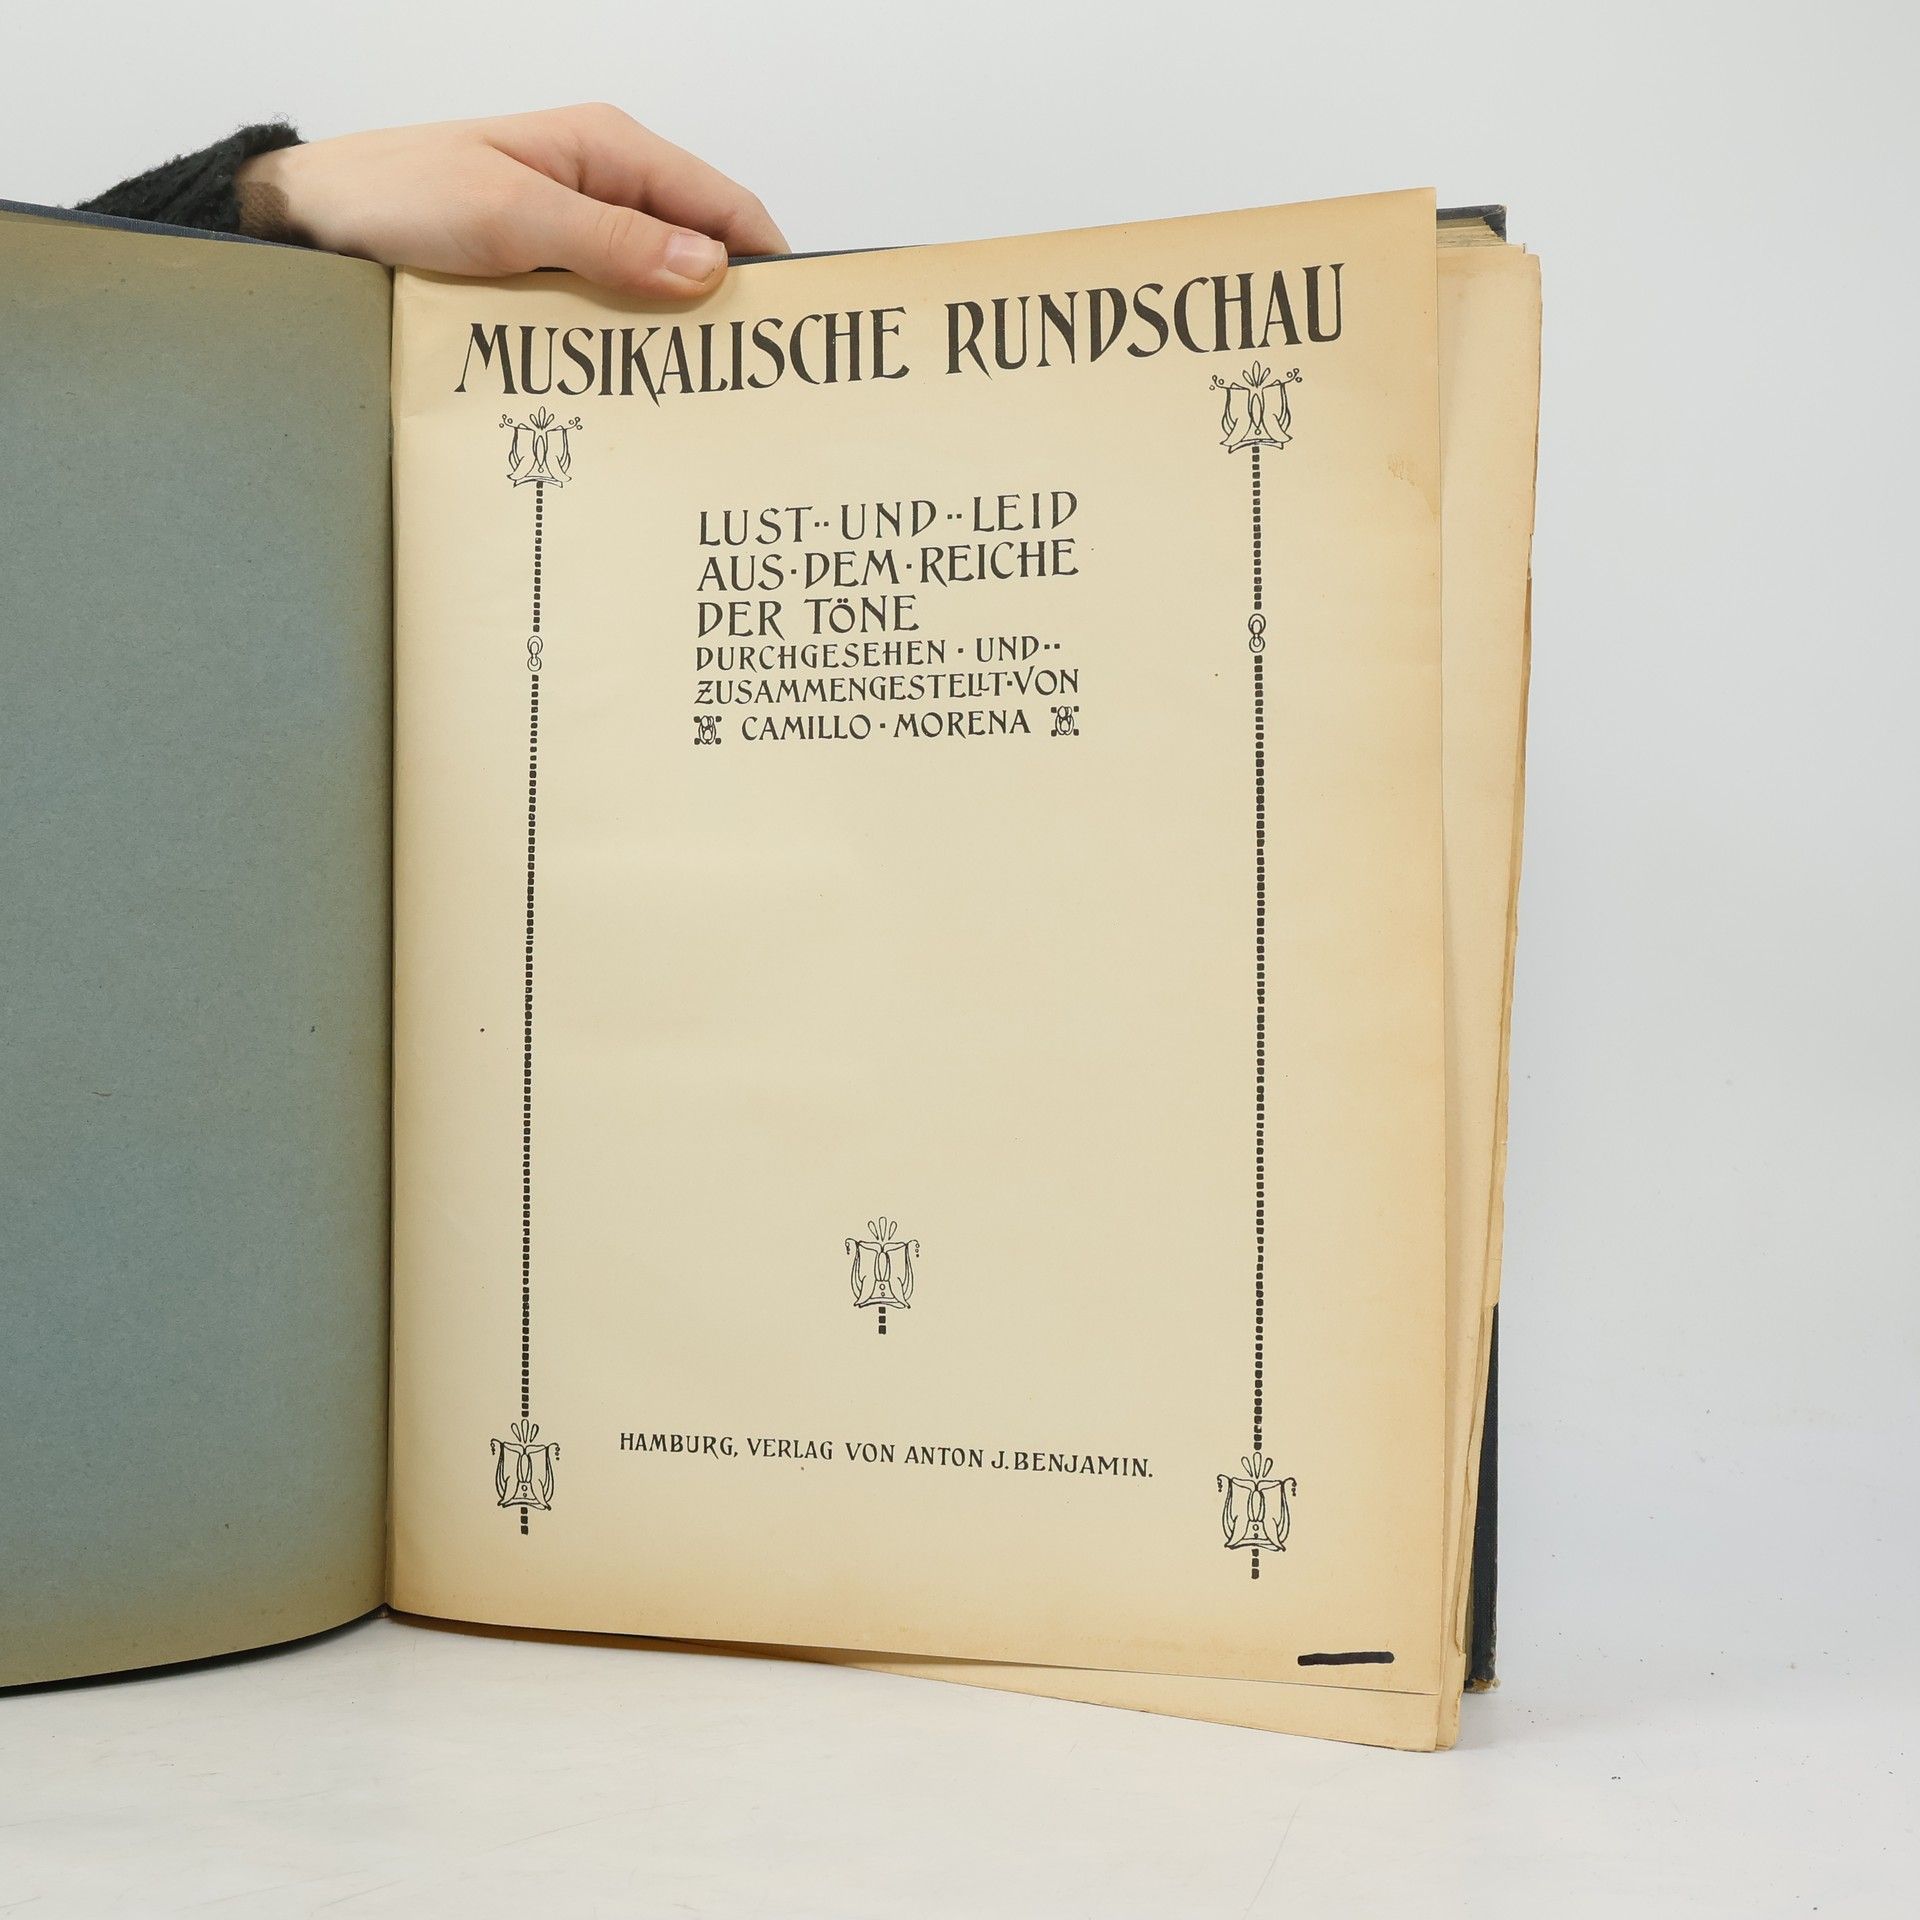 MUSIKALISCHE RUNDSCHAU
LUST·· UND ··LEID
AUS·DEM·REICHE
DER TÖNE
DURCHGESEHEN · UND··
ZUSAMMENGESTELLT·VON
CAMILLO·MORENA
HAMBURG, VERLAG VON ANTON J. BENJAMIN.